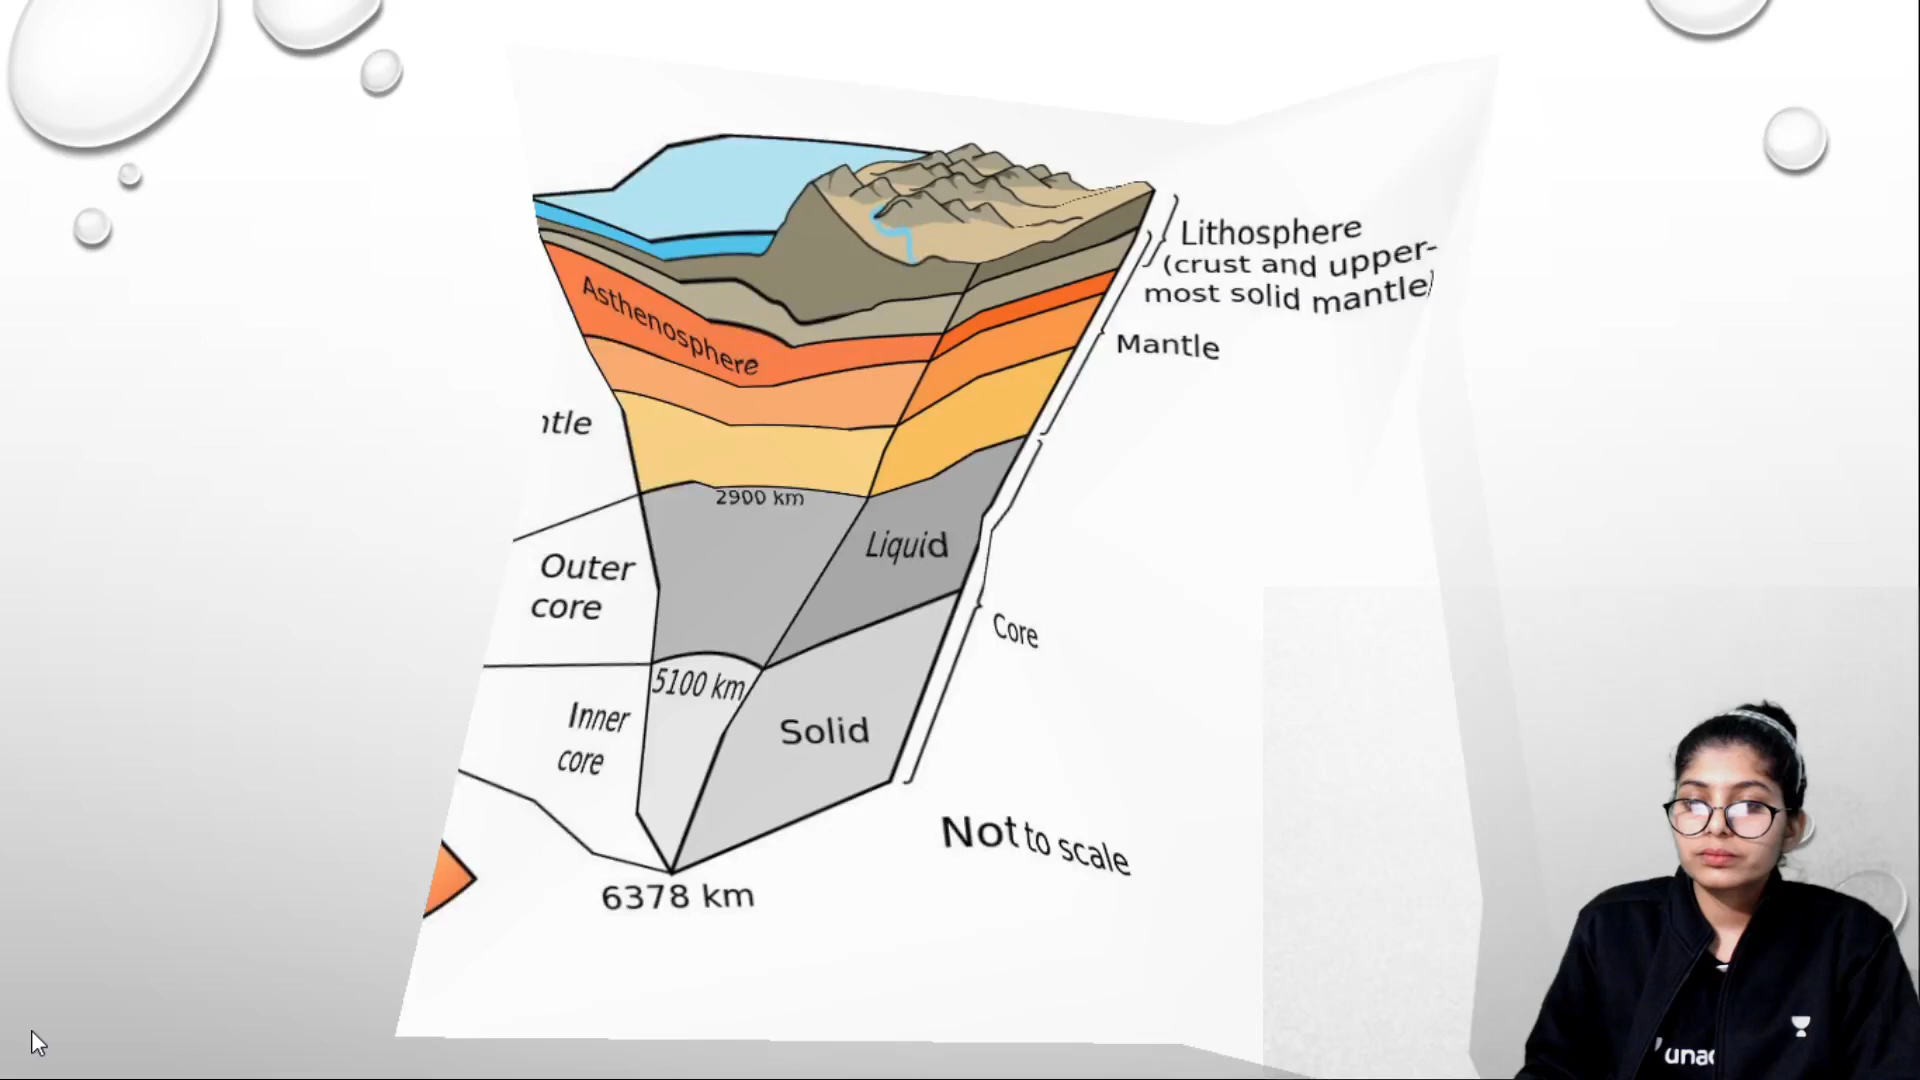 Lithosphere
(crust and upper-
most solid mantle)
Asthenosphere
Mantle
ntle
2900 km
Liquid
Outer
core
Core
5100 km
Inner
core
Solid
Not to scale
6378 km
unac